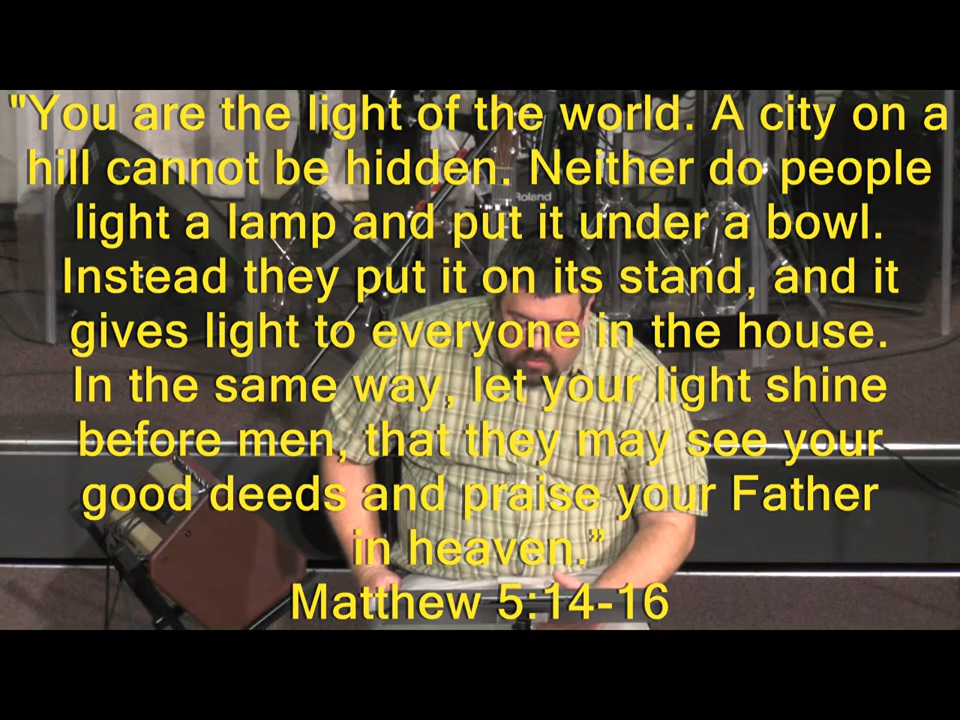 "You are the light of the world. A city on a
hill cannot be hidden. Neither do people
light a lamp and put it under a bowl.
Roland
Instead they put it on its stand, and it
gives light to everyone in the house.
In the same way, let your light shine
before men, that they may see your
good deeds and praise your Father
in heaven.”
Matthew 5:14-16